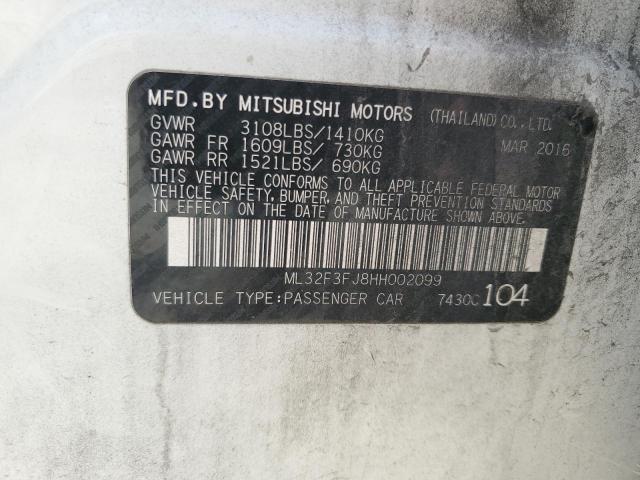 MFD.BY MITSUBISHI MOTORS (THAILAND) CO., LTD.
GVWR 3108LBS/1410KG MAR 2016
GAWR FR 1609LBS/ 730KG
GAWR RR 1521LBS/ 690KG
THIS VEHICLE CONFORMS TO ALL APPLICABLE FEDERAL MOTOR
VEHICLE SAFETY, BUMPER, AND THEFT PREVENTION STANDARDS
IN EFFECT ON THE DATE OF MANUFACTURE SHOWN ABOVE.
ML32F3FJ8HH002099
VEHICLE TYPE:PASSENGER CAR 7430C 104